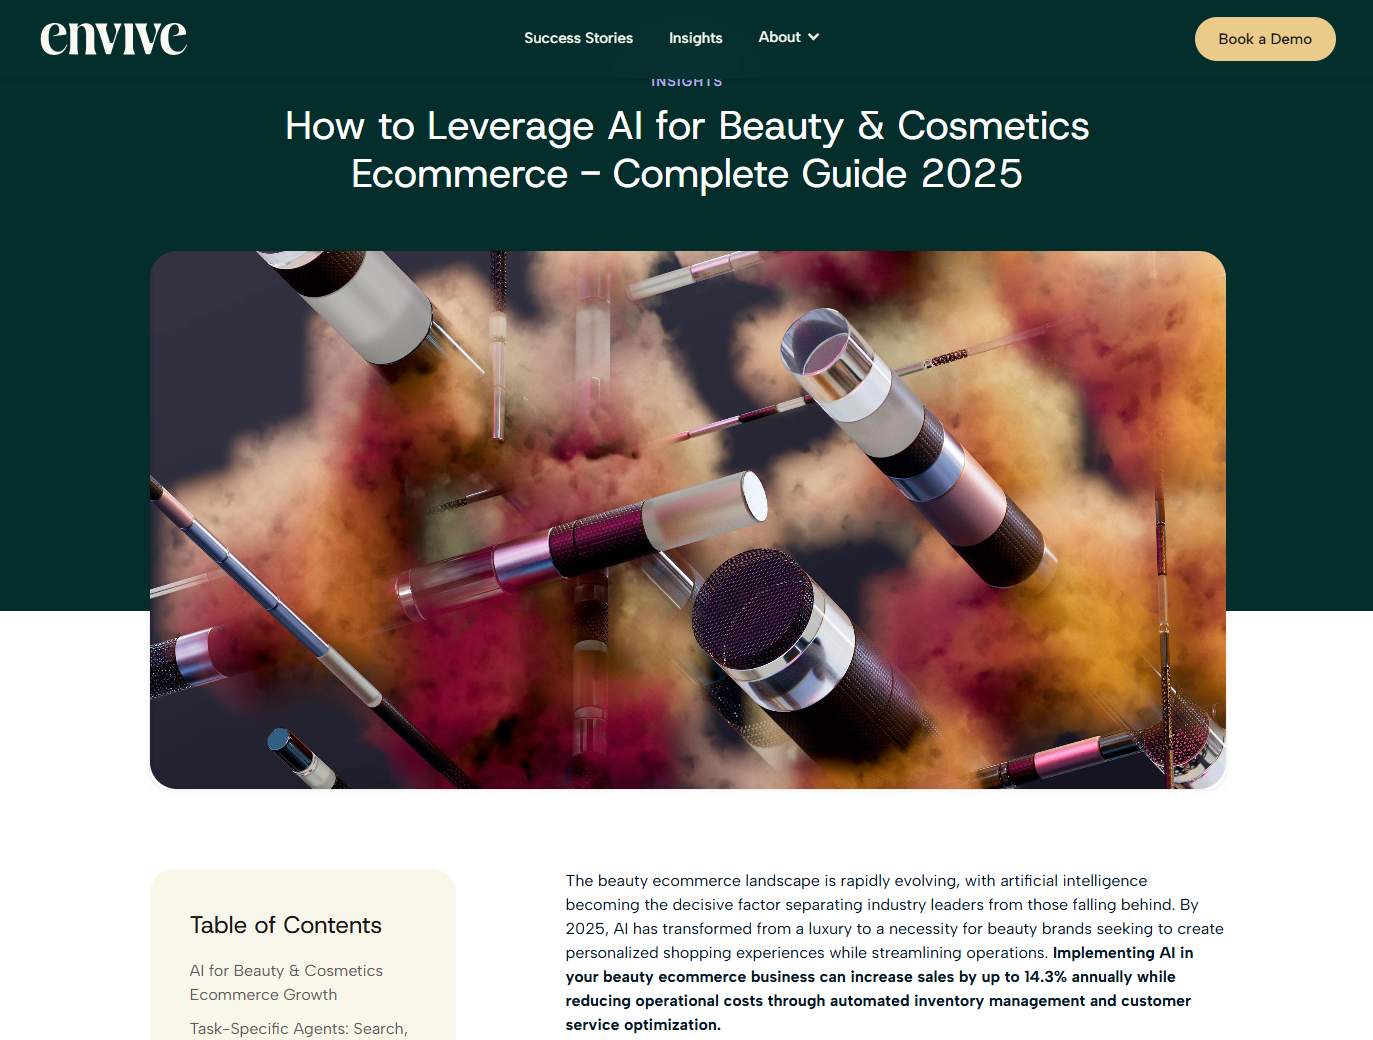 envive
Success Stories
Insights
About
Book a Demo
INSIGHTS
How to Leverage AI for Beauty & Cosmetics
Ecommerce – Complete Guide 2025
Table of Contents
AI for Beauty & Cosmetics
Ecommerce Growth
Task-Specific Agents: Search,
The beauty ecommerce landscape is rapidly evolving, with artificial intelligence
becoming the decisive factor separating industry leaders from those falling behind. By
2025, AI has transformed from a luxury to a necessity for beauty brands seeking to create
personalized shopping experiences while streamlining operations. Implementing AI in
your beauty ecommerce business can increase sales by up to 14.3% annually while
reducing operational costs through automated inventory management and customer
service optimization.